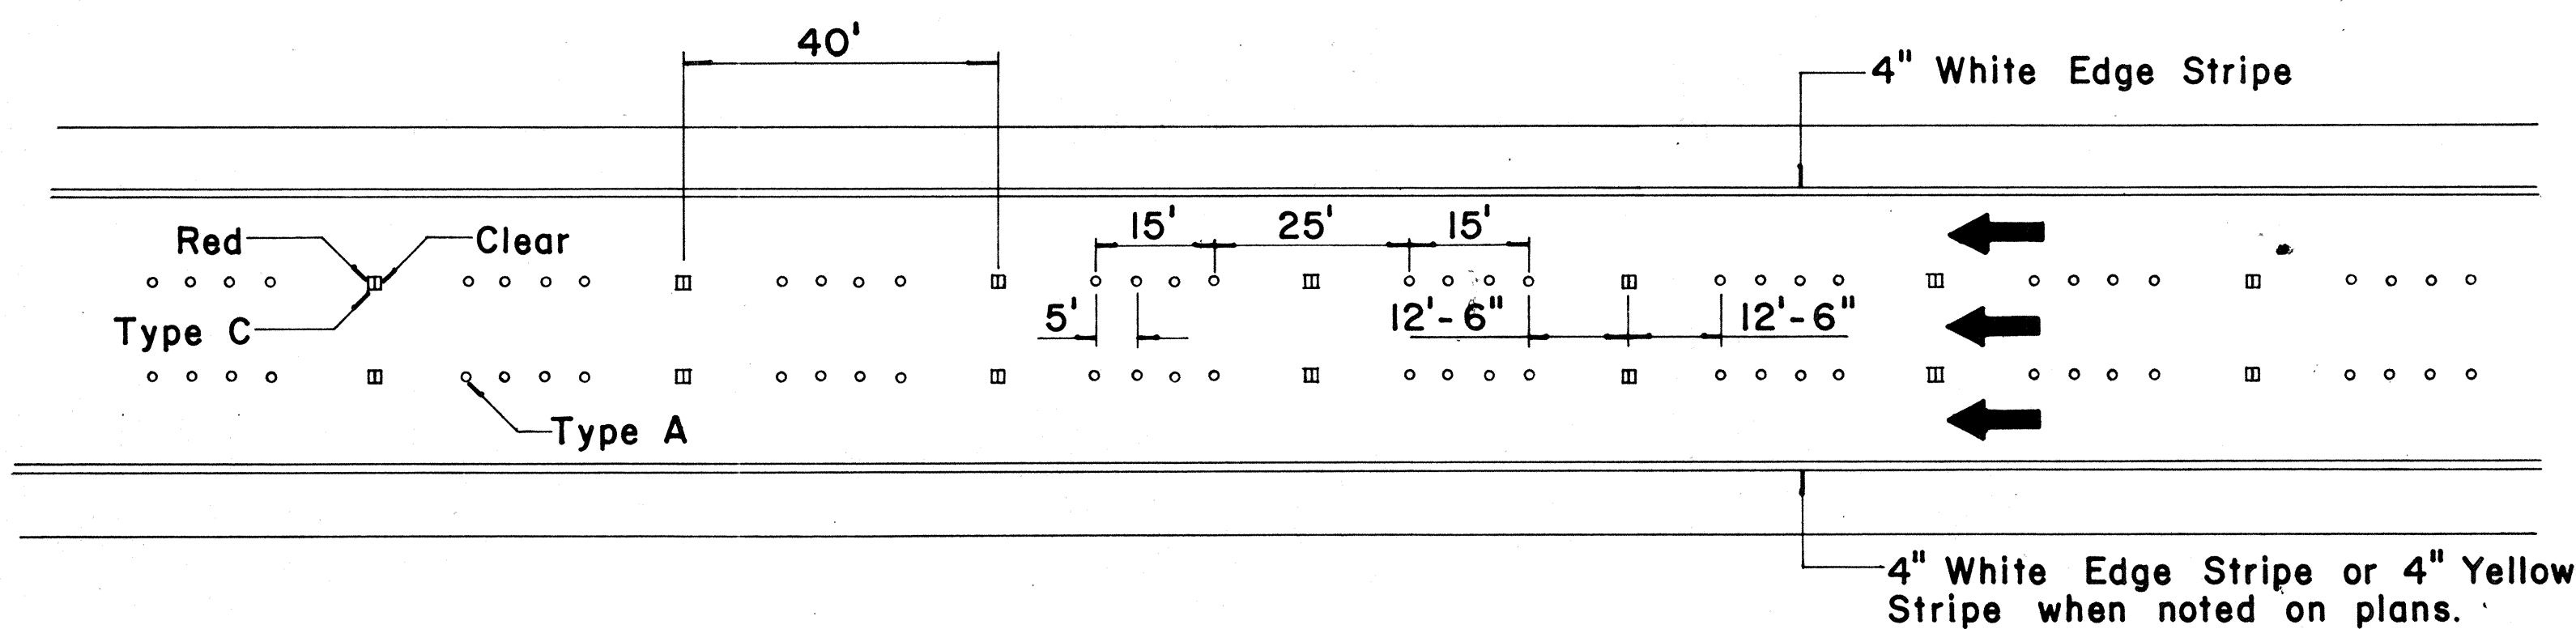 40'
4" White Edge Stripe
15' 25' 15'
Red Clear
5' 12'-6" 12'-6"
Type C
Type A
4" White Edge Stripe or 4" Yellow
Stripe when noted on plans.